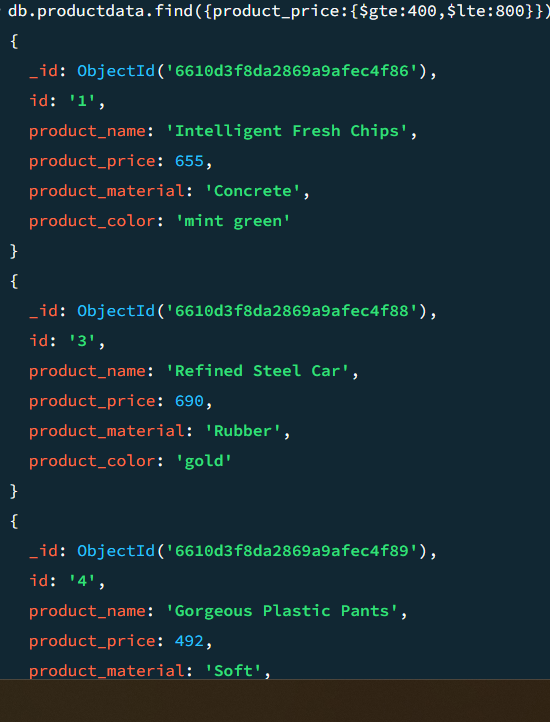 db.productdata.find({product_price:{$gte:400,$lte:800}})
{
_id: ObjectId('6610d3f8da2869a9afec4f86'),
id: '1',
product_name: 'Intelligent Fresh Chips',
product_price: 655,
product_material: 'Concrete',
product_color: 'mint green'
}
{
_id: ObjectId('6610d3f8da2869a9afec4f88'),
id: '3',
product_name: 'Refined Steel Car',
product_price: 690,
product_material: 'Rubber',
product_color: 'gold'
}
{
_id: ObjectId('6610d3f8da2869a9afec4f89'),
id: '4',
product_name: 'Gorgeous Plastic Pants',
product_price: 492,
product_material: 'Soft',